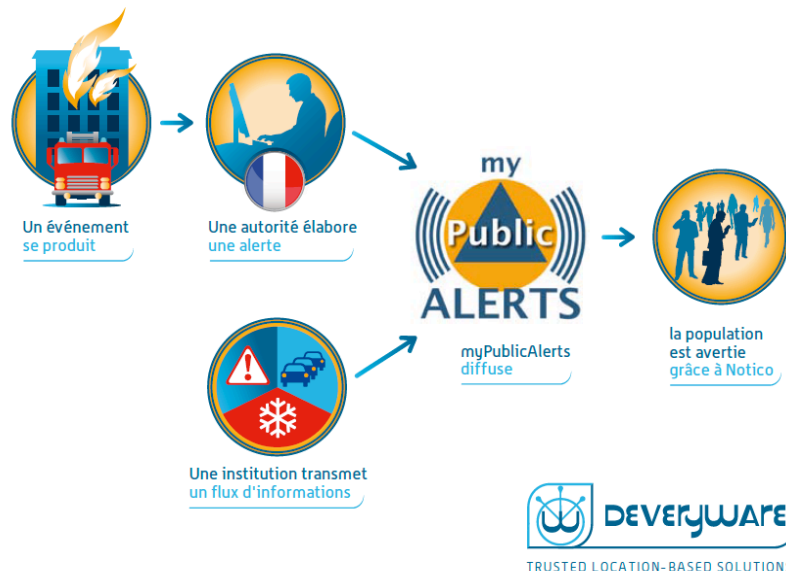 Un événement
se produit
Une autorité élabore
une alerte
my
Public
ALERTS
myPublicAlerts
diffuse
la population
est avertie
grâce à Notico
Une institution transmet
un flux d'informations
DEVERYWARE
TRUSTED LOCATION-BASED SOLUTION